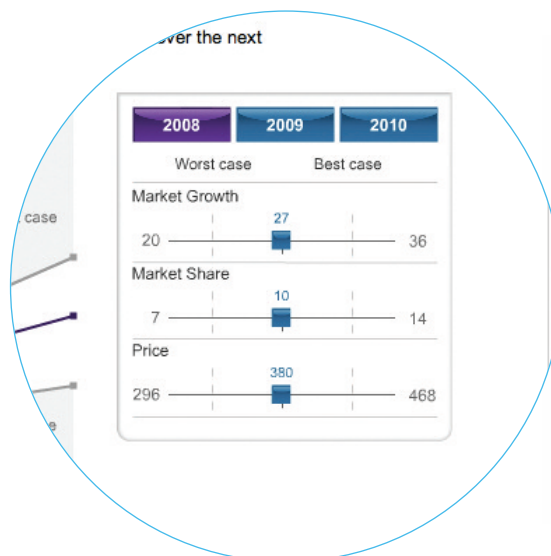 over the next
2008 2009 2010
Worst case Best case
Market Growth
27
20 36
case
Market Share
10
7 14
Price
380
296 468